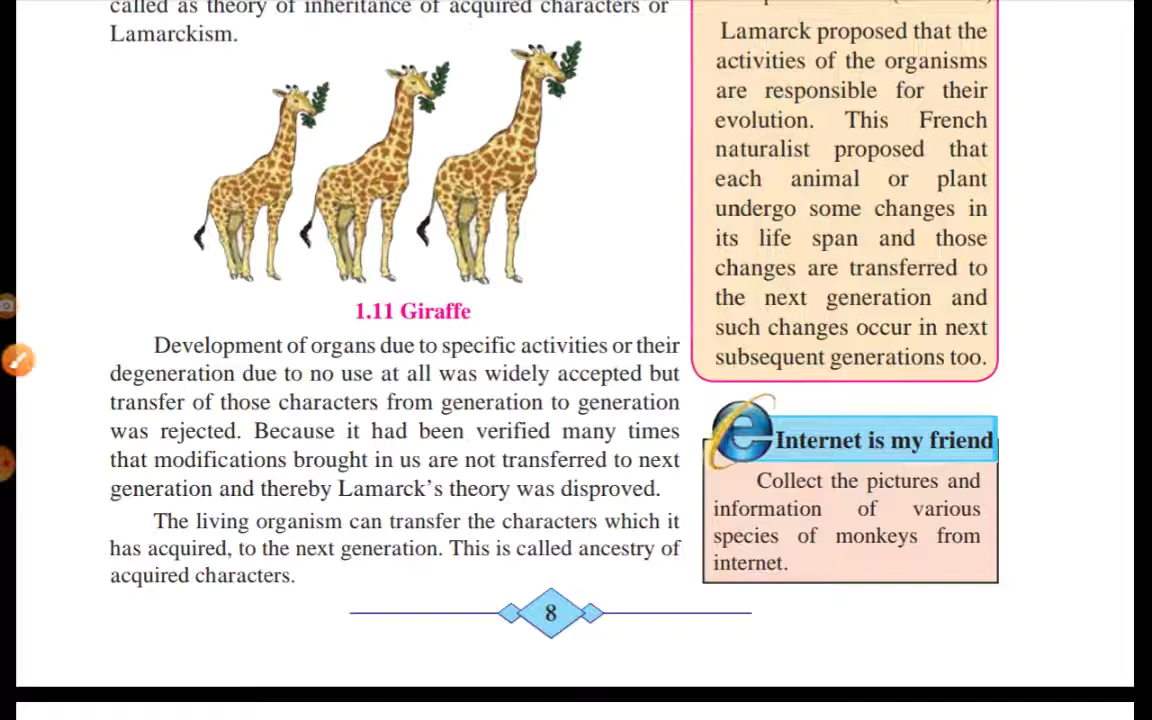 called as theory of inheritance of acquired characters or
Lamarckism.
1.11 Giraffe
Development of organs due to specific activities or their
degeneration due to no use at all was widely accepted but
transfer of those characters from generation to generation
was rejected. Because it had been verified many times
that modifications brought in us are not transferred to next
generation and thereby Lamarck's theory was disproved.
The living organism can transfer the characters which it
has acquired, to the next generation. This is called ancestry of
acquired characters.
Lamarck proposed that the
activities of the organisms
are responsible for their
evolution. This French
naturalist proposed that
each animal or plant
undergo some changes in
its life span and those
changes are transferred to
the next generation and
such changes occur in next
subsequent generations too.
Internet is my friend
Collect the pictures and
information of various
species of monkeys from
internet.
8